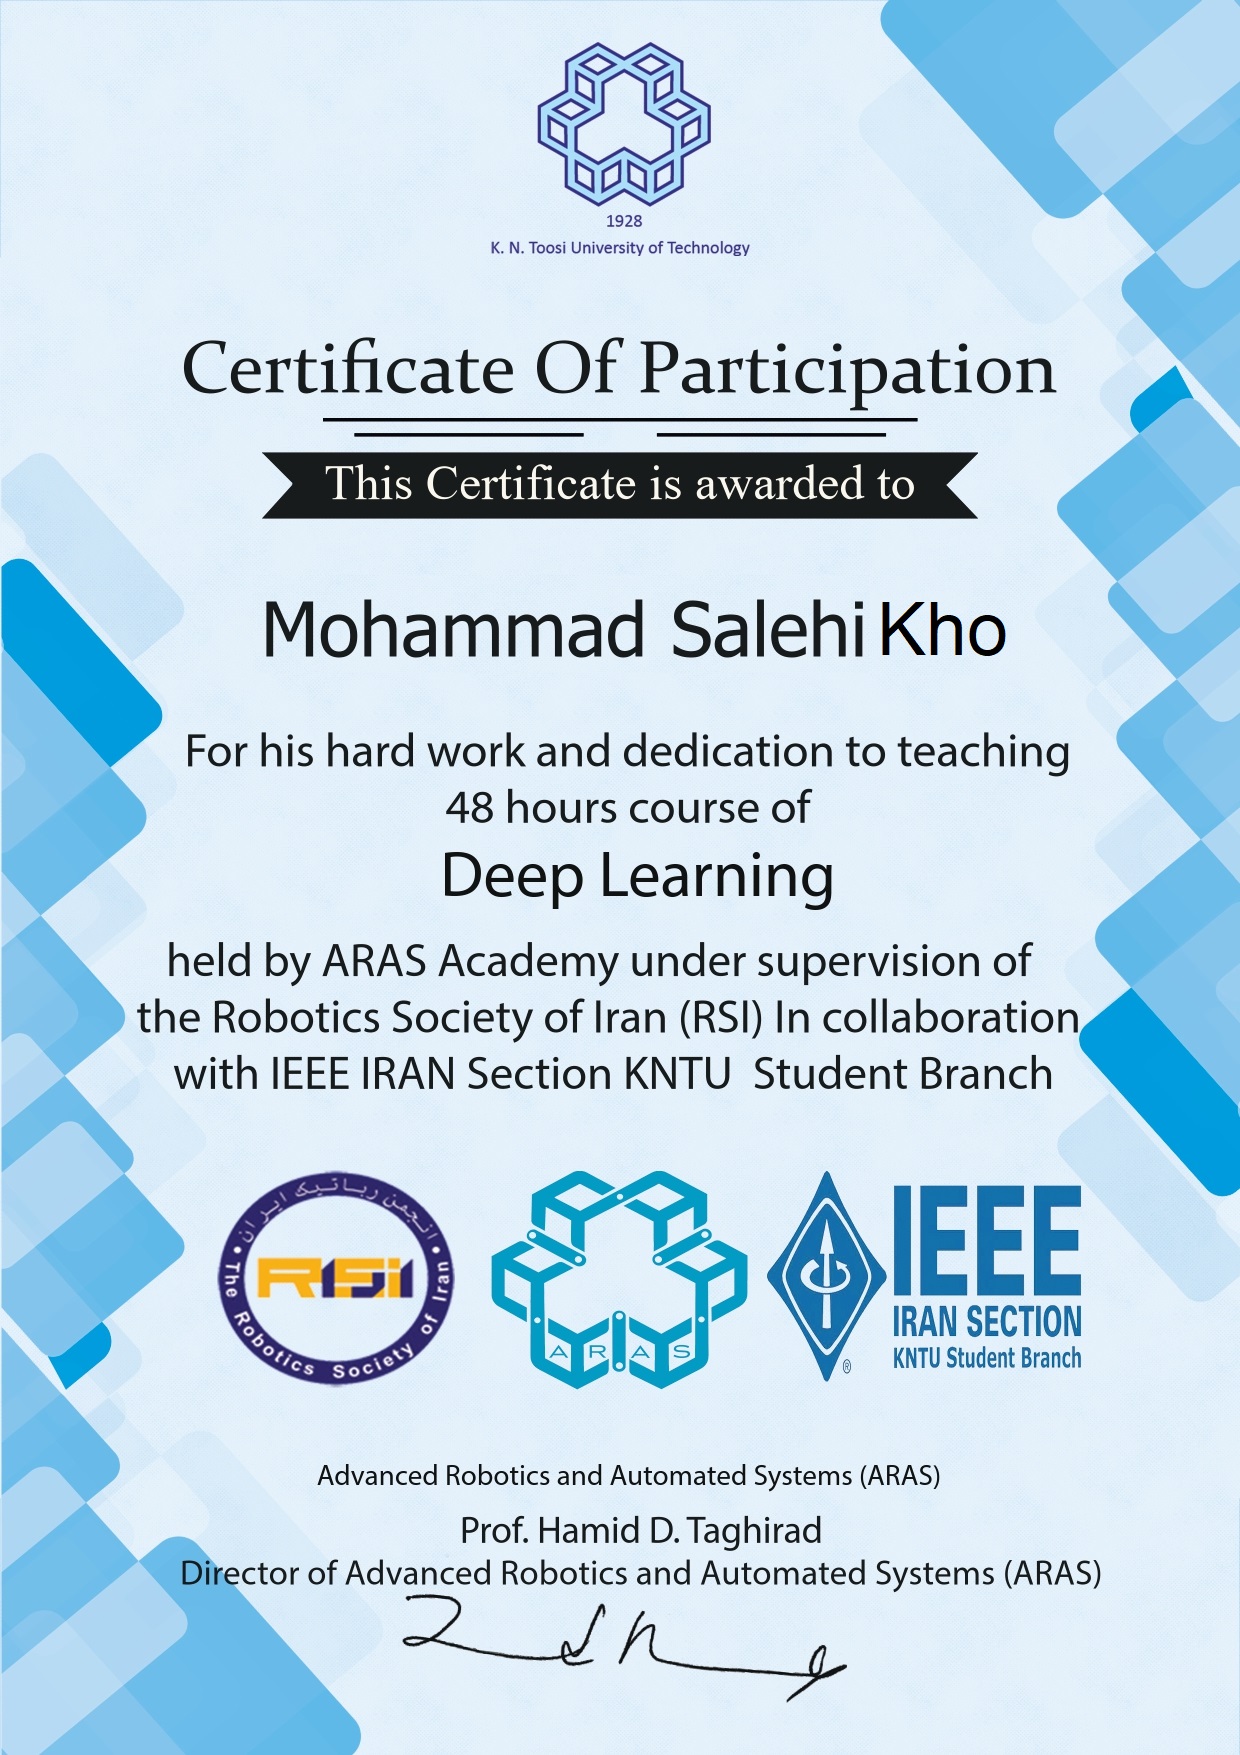 1928
K. N. Toosi University of Technology
Certificate Of Participation
This Certificate is awarded to
Mohammad Salehi Kho
For his hard work and dedication to teaching
48 hours course of
Deep Learning
held by ARAS Academy under supervision of
the Robotics Society of Iran (RSI) In collaboration
with IEEE IRAN Section KNTU Student Branch
انجمن رباتیک ایران
RSi
The Robotics Society of Iran
ARAS
IEEE
IRAN SECTION
KNTU Student Branch
®
Advanced Robotics and Automated Systems (ARAS)
Prof. Hamid D. Taghirad
Director of Advanced Robotics and Automated Systems (ARAS)